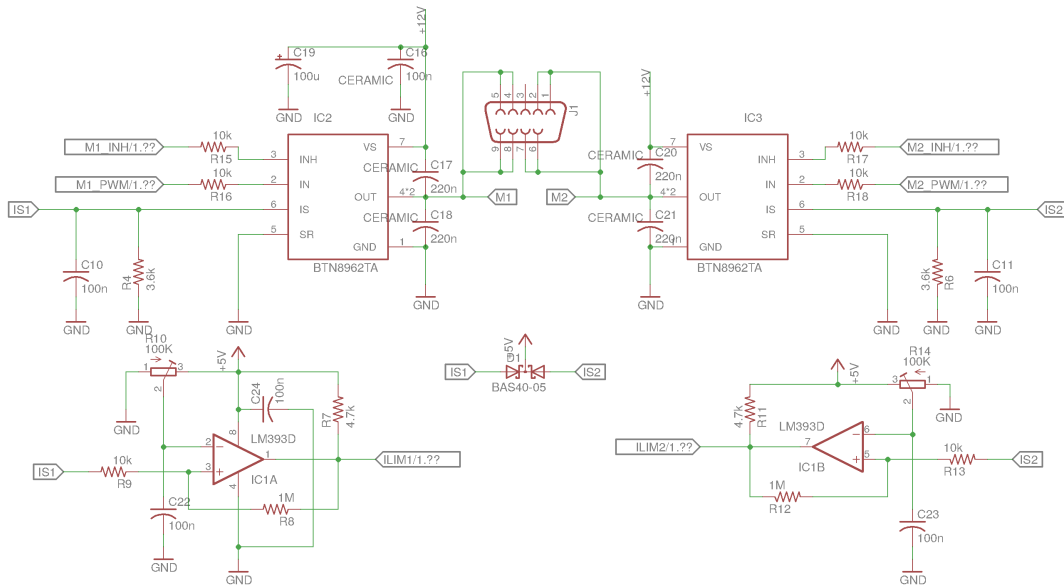 +12V
C19
100u
GND
CERAMIC
C16
100n
GND
5
4
3
2
1
9
8
7
6
J1
+12V
IC2
IC3
M1_INH/1.??
10k
R15
3
INH
VS
7
M1_PWM/1.??
10k
R16
2
IN
OUT
4*2
IS1
6
IS
5
SR
GND
1
BTN8962TA
CERAMIC
C17
220n
CERAMIC
C18
220n
GND
M1
M2
CERAMIC
C20
220n
CERAMIC
C21
220n
GND
7
VS
INH
3
10k
R17
M2_INH/1.??
4*2
OUT
IN
2
10k
R18
M2_PWM/1.??
IS
6
IS2
SR
5
GND
BTN8962TA
C10
100n
GND
R4
3.6k
GND
GND
GND
R6
3.6k
GND
C11
100n
GND
R10
100K
1
3
2
GND
+5V
C24
100n
R7
4.7k
LM393D
8
2
3
1
4
IC1A
ILIM1/1.??
IS1
10k
R9
1M
R8
C22
100n
GND
GND
IS1
+5V
D1
BAS40-05
IS2
+5V
R14
100K
3
1
2
GND
R11
4.7k
LM393D
ILIM2/1.??
7
6
5
IC1B
10k
R13
IS2
1M
R12
C23
100n
GND